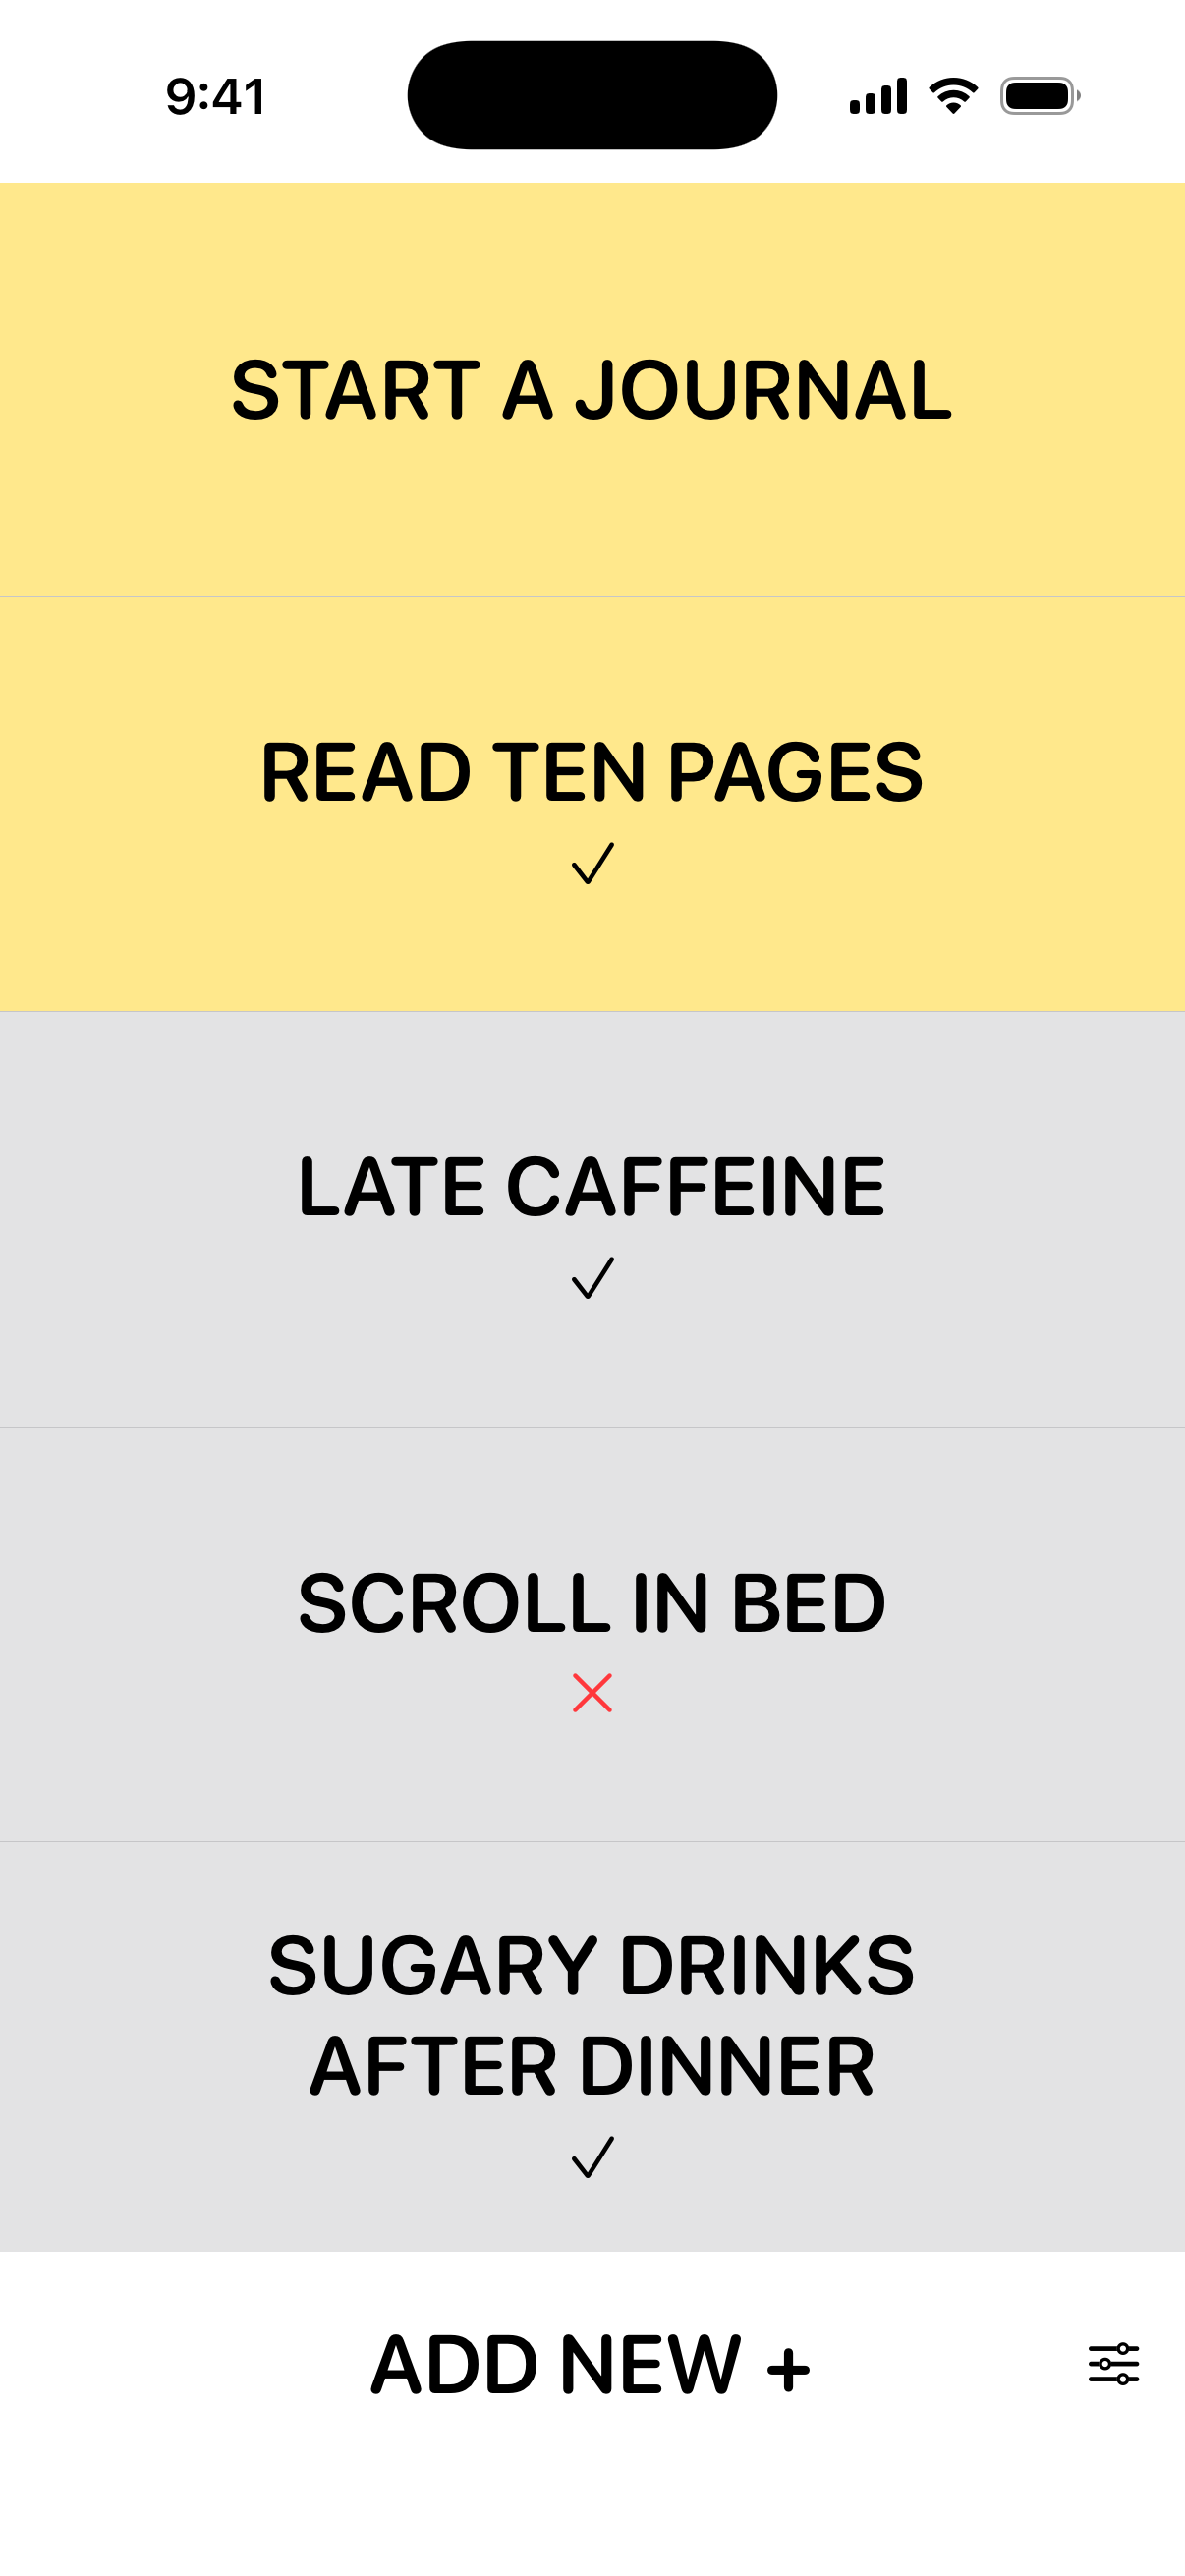 9:41
START A JOURNAL
READ TEN PAGES
LATE CAFFEINE
SCROLL IN BED
SUGARY DRINKS
AFTER DINNER
ADD NEW +